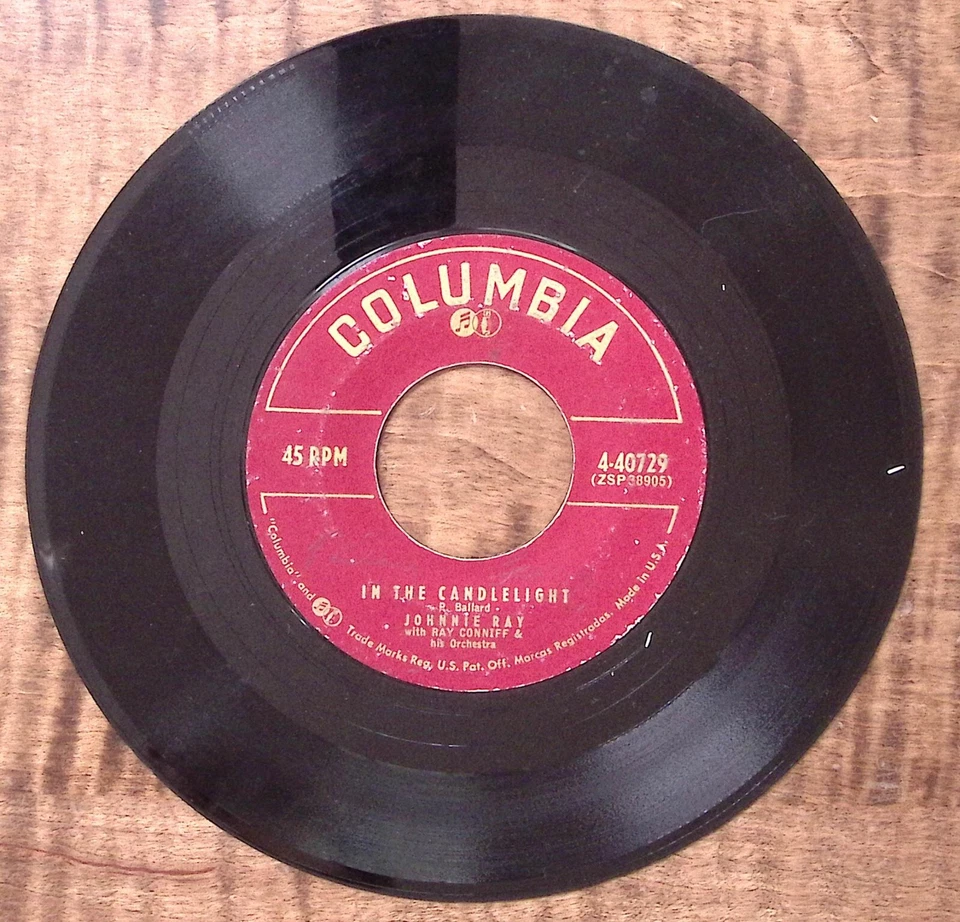 COLUMBIA
45 RPM
4-40729
(ZSP 38905)
IN THE CANDLELIGHT
- R. Ballard -
JOHNNIE RAY
with RAY CONNIFF &
his Orchestra
"Columbia" and Trade Marks Reg. U.S. Pat. Off. Marcas Registradas. Made in U.S.A.